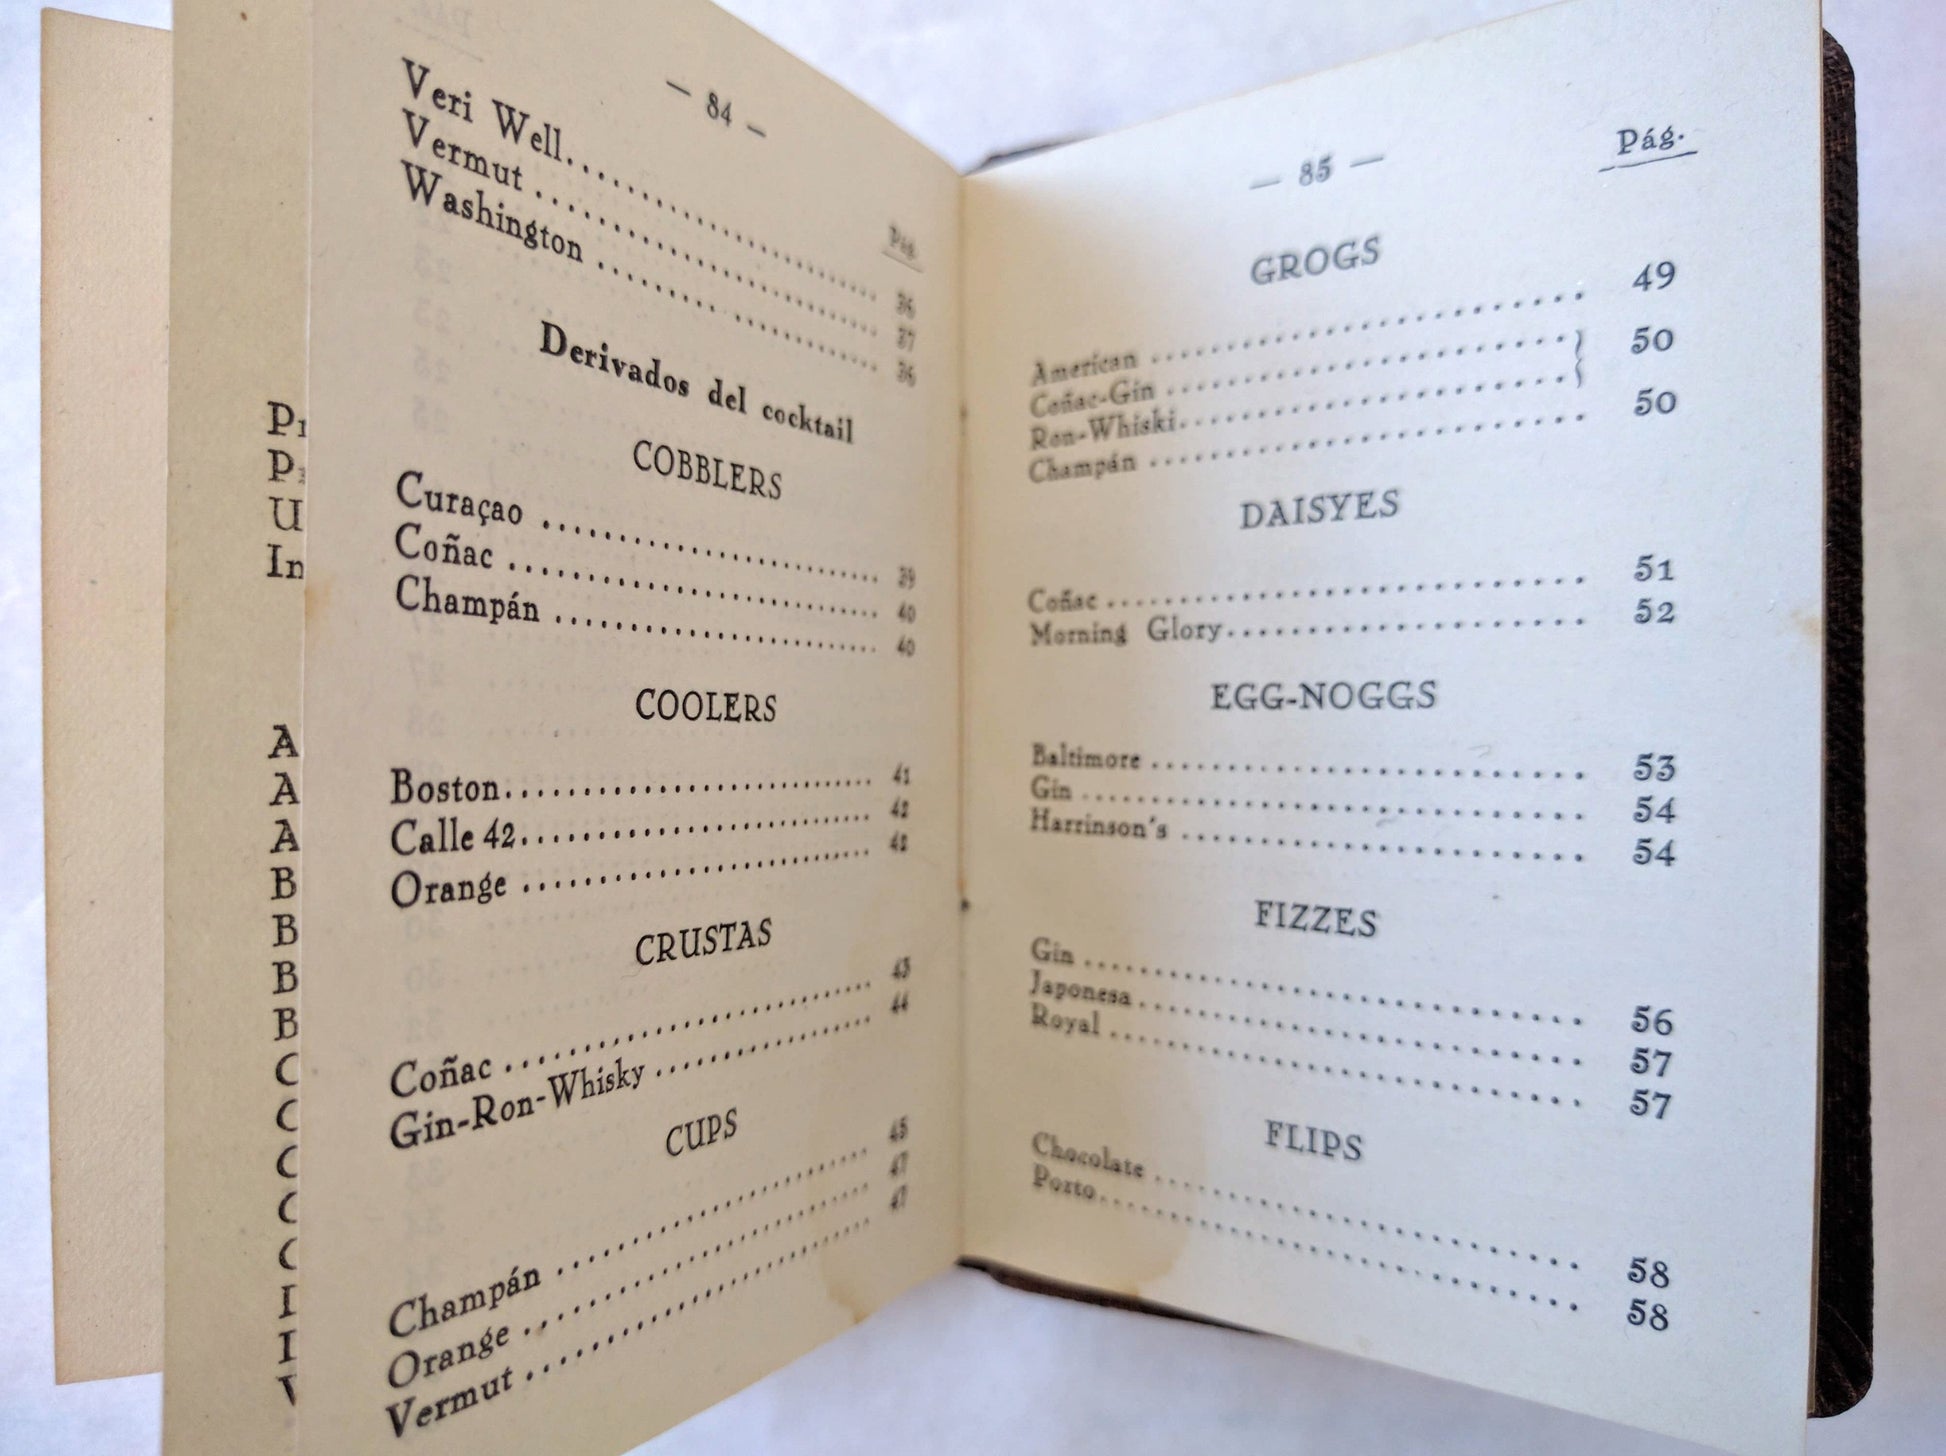 Pr
P
U
In
A
A
A
B
B
B
B
C
C
C
C
C
— 84 —
Pág.
Veri Well. . . . . . . . . . . . . . . . . . . . . . . 36
Vermut . . . . . . . . . . . . . . . . . . . . . . . . 37
Washington . . . . . . . . . . . . . . . . . . . . . 36
Derivados del cocktail
COBBLERS
Curaçao . . . . . . . . . . . . . . . . . . . . . . . 39
Coñac . . . . . . . . . . . . . . . . . . . . . . . . 40
Champán . . . . . . . . . . . . . . . . . . . . . . 40
COOLERS
Boston. . . . . . . . . . . . . . . . . . . . . . . . 41
Calle 42. . . . . . . . . . . . . . . . . . . . . . . 42
Orange . . . . . . . . . . . . . . . . . . . . . . . 42
CRUSTAS
Coñac . . . . . . . . . . . . . . . . . . . . . . . . 43
Gin-Ron-Whisky . . . . . . . . . . . . . . . . . 44
CUPS
Champán . . . . . . . . . . . . . . . . . . . . . . 45
Orange . . . . . . . . . . . . . . . . . . . . . . . 47
Vermut . . . . . . . . . . . . . . . . . . . . . . . 47
— 85 —
Pág.
GROGS
American . . . . . . . . . . . . . . . . . . . . . . 49
Coñac-Gin . . . . . . . . . . . . . . . . . . . . . } 50
Ron-Whiski. . . . . . . . . . . . . . . . . . . . . }
Champán . . . . . . . . . . . . . . . . . . . . . . 50
DAISYES
Coñac . . . . . . . . . . . . . . . . . . . . . . . . 51
Morning Glory. . . . . . . . . . . . . . . . . . . 52
EGG-NOGGS
Baltimore . . . . . . . . . . . . . . . . . . . . . . 53
Gin . . . . . . . . . . . . . . . . . . . . . . . . . . 54
Harrinson's . . . . . . . . . . . . . . . . . . . . . 54
FIZZES
Gin . . . . . . . . . . . . . . . . . . . . . . . . . . 56
Japonesa . . . . . . . . . . . . . . . . . . . . . . 57
Royal . . . . . . . . . . . . . . . . . . . . . . . . 57
FLIPS
Chocolate . . . . . . . . . . . . . . . . . . . . . . 58
Porto. . . . . . . . . . . . . . . . . . . . . . . . . 58